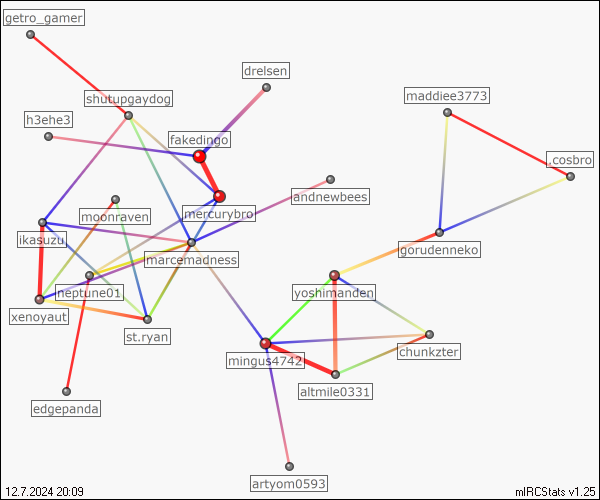 getro_gamer
drelsen
shutupgaydog
maddiee3773
h3ehe3
fakedingo
.cosbro
andnewbees
moonraven
mercurybro
ikasuzu
marcemadness
gorudenneko
neptune01
yoshimanden
xenoyaut
st.ryan
chunkzter
mingus4742
altmile0331
edgepanda
artyom0593
12.7.2024 20:09
mIRCStats v1.25